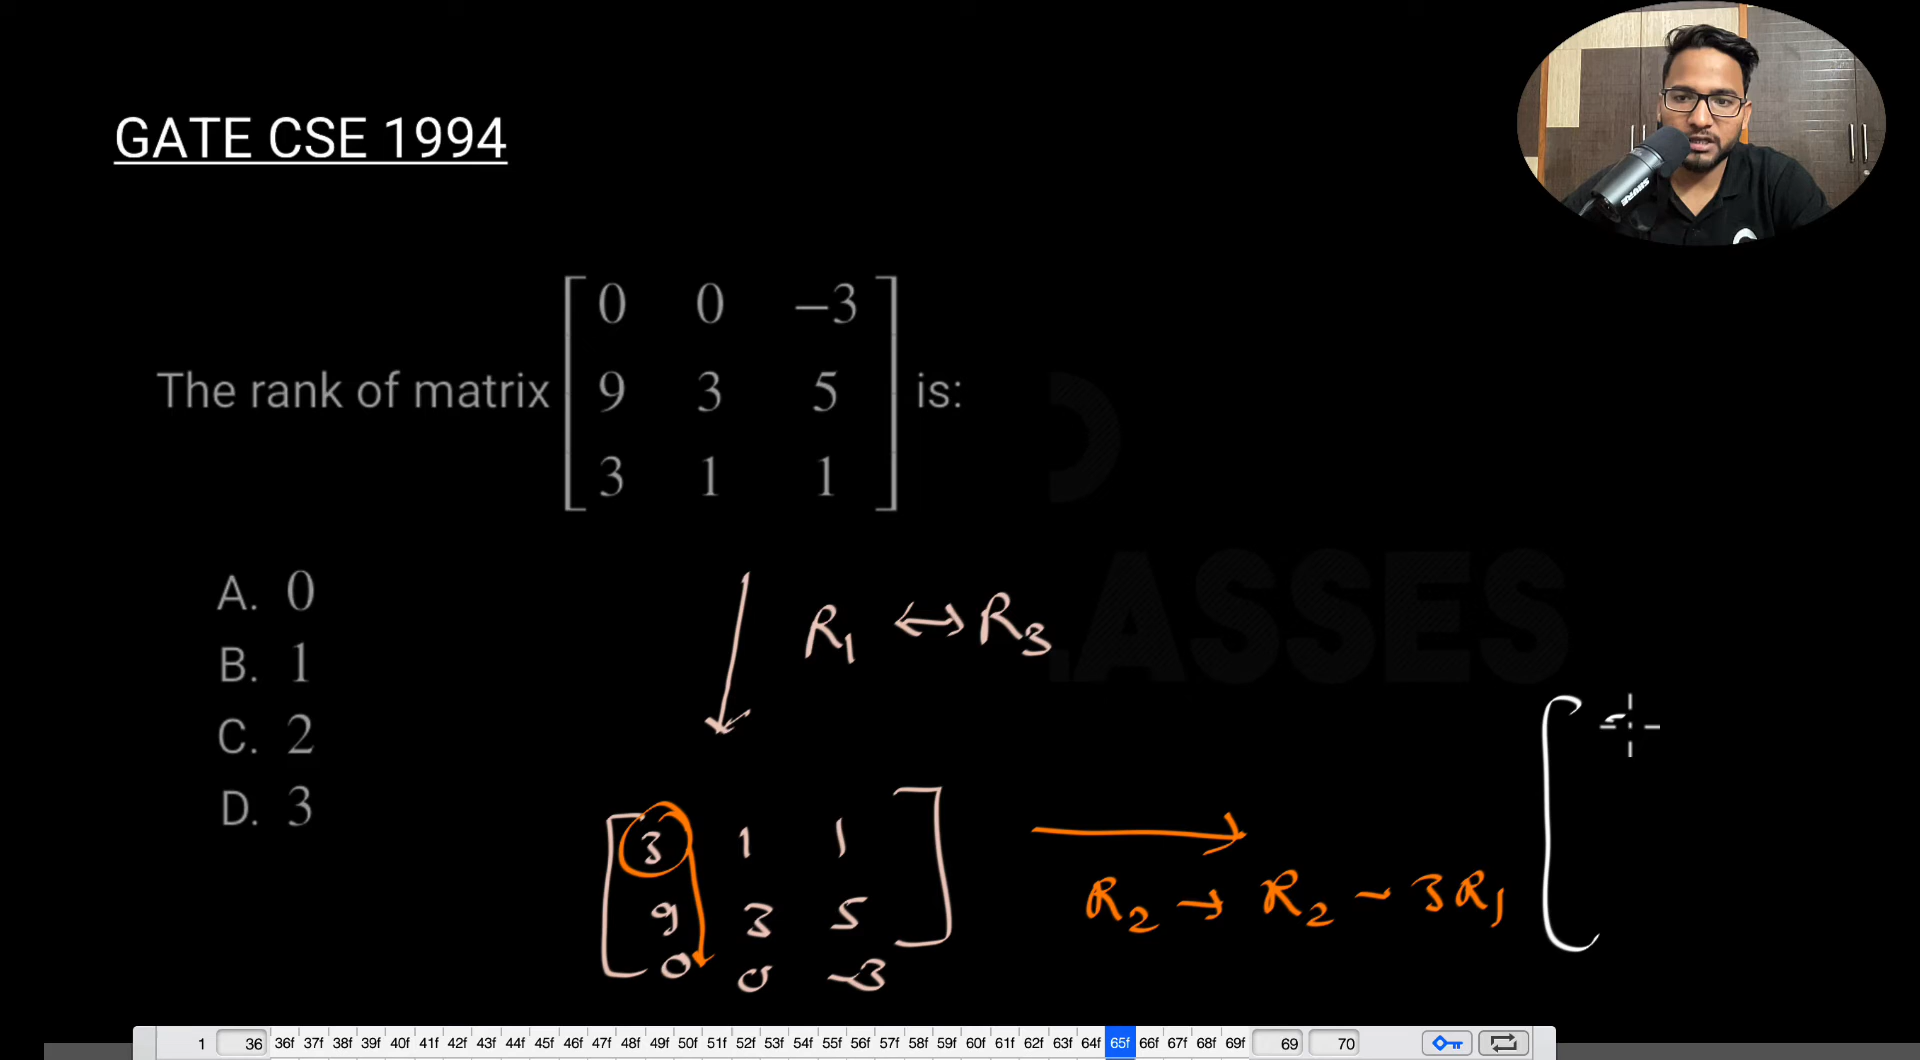 GATE CSE 1994
0 0 −3
The rank of matrix 9 3 5 is:
3 1 1
A. 0
B. 1
C. 2
D. 3
R1 ↔ R3
3 1 1
9 3 5
0 0 -3
R2 → R2 - 3R1
ASSES
SHURE
1 36 36f 37f 38f 39f 40f 41f 42f 43f 44f 45f 46f 47f 48f 49f 50f 51f 52f 53f 54f 55f 56f 57f 58f 59f 60f 61f 62f 63f 64f 65f 66f 67f 68f 69f 69 70